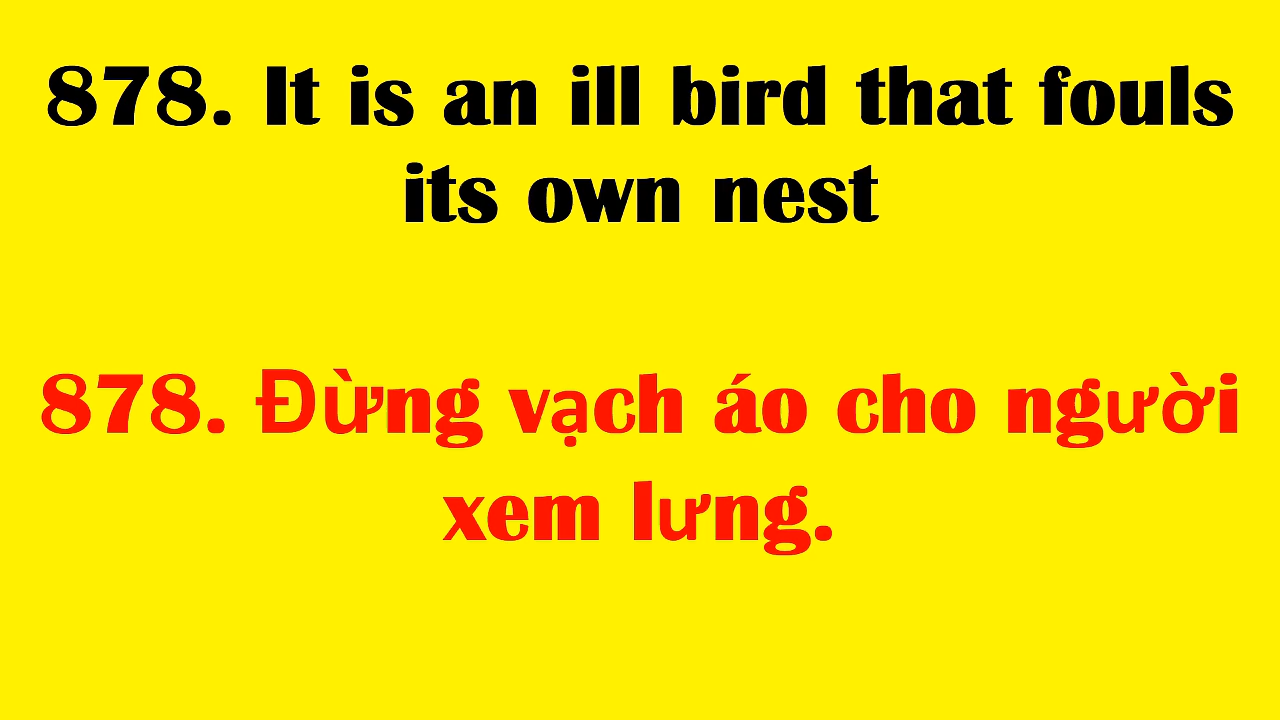 878. It is an ill bird that fouls
its own nest
878. Đừng vạch áo cho người
xem lưng.